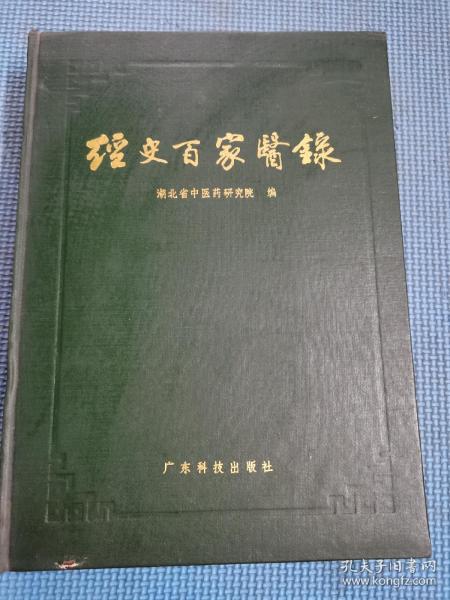 經史百家醫錄
湖北省中医药研究院 编
广东科技出版社
孔夫子旧书网
www.kongfz.com